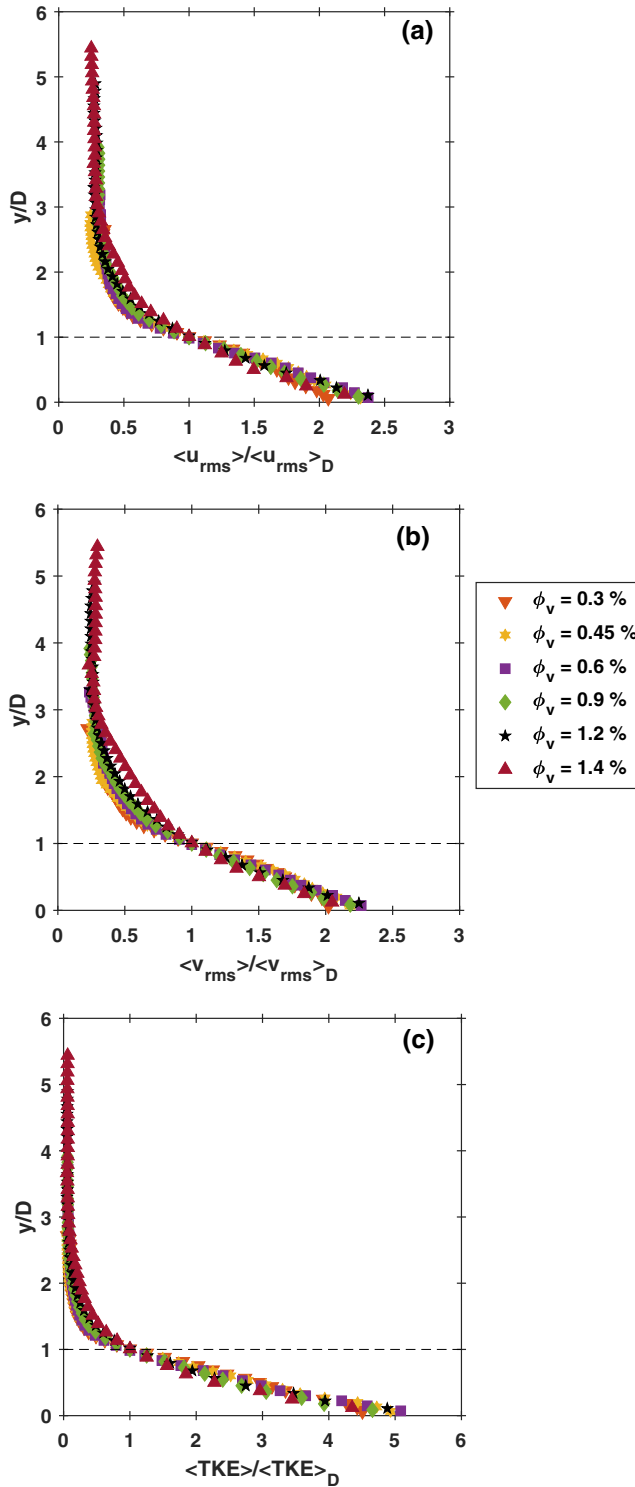 (a)
6
5
4
3
2
1
0
y/D
0 0.5 1 1.5 2 2.5 3
<u_rms>/<u_rms>_D
(b)
6
5
4
3
2
1
0
y/D
0 0.5 1 1.5 2 2.5 3
<v_rms>/<v_rms>_D
ϕ_v = 0.3 %
ϕ_v = 0.45 %
ϕ_v = 0.6 %
ϕ_v = 0.9 %
ϕ_v = 1.2 %
ϕ_v = 1.4 %
(c)
6
5
4
3
2
1
0
y/D
0 1 2 3 4 5 6
<TKE>/<TKE>_D